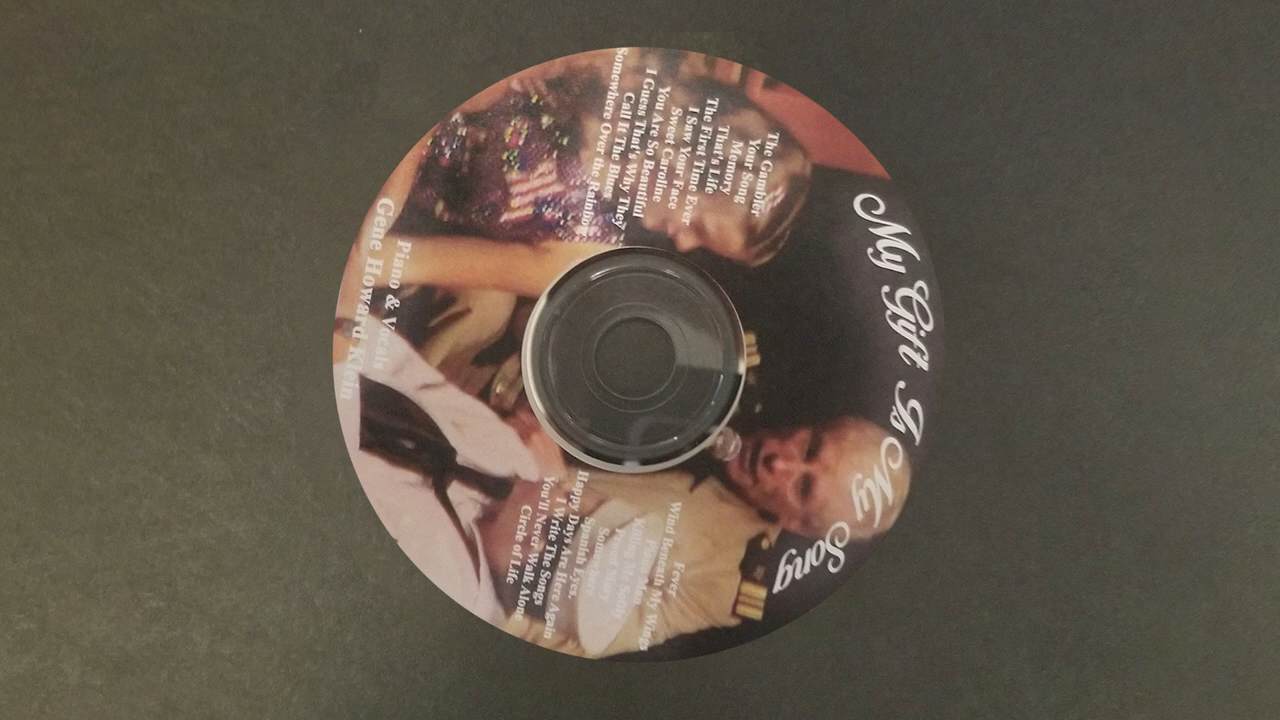 My Gift Is My Song
The Gambler
Your Song
Memory
That's Life
The First Time Ever
I Saw Your Face
Sweet Caroline
You Are So Beautiful
I Guess That's Why They
Call It The Blues
Somewhere Over the Rainbow
Fever
Wind Beneath My Wings
Piano Man
Spanish Eyes
Happy Days Are Here Again
I Write The Songs
You'll Never Walk Alone
Circle of Life
Piano & Vocals
Gene Howard Klein